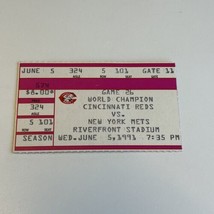 JUNE 5 324 5 101 GATE 11
$8.00
324
5
101
SEASON
GAME 26
WORLD CHAMPION
CINCINNATI REDS
VS.
NEW YORK METS
RIVERFRONT STADIUM
WED.JUNE 5,1991 7:35 PM